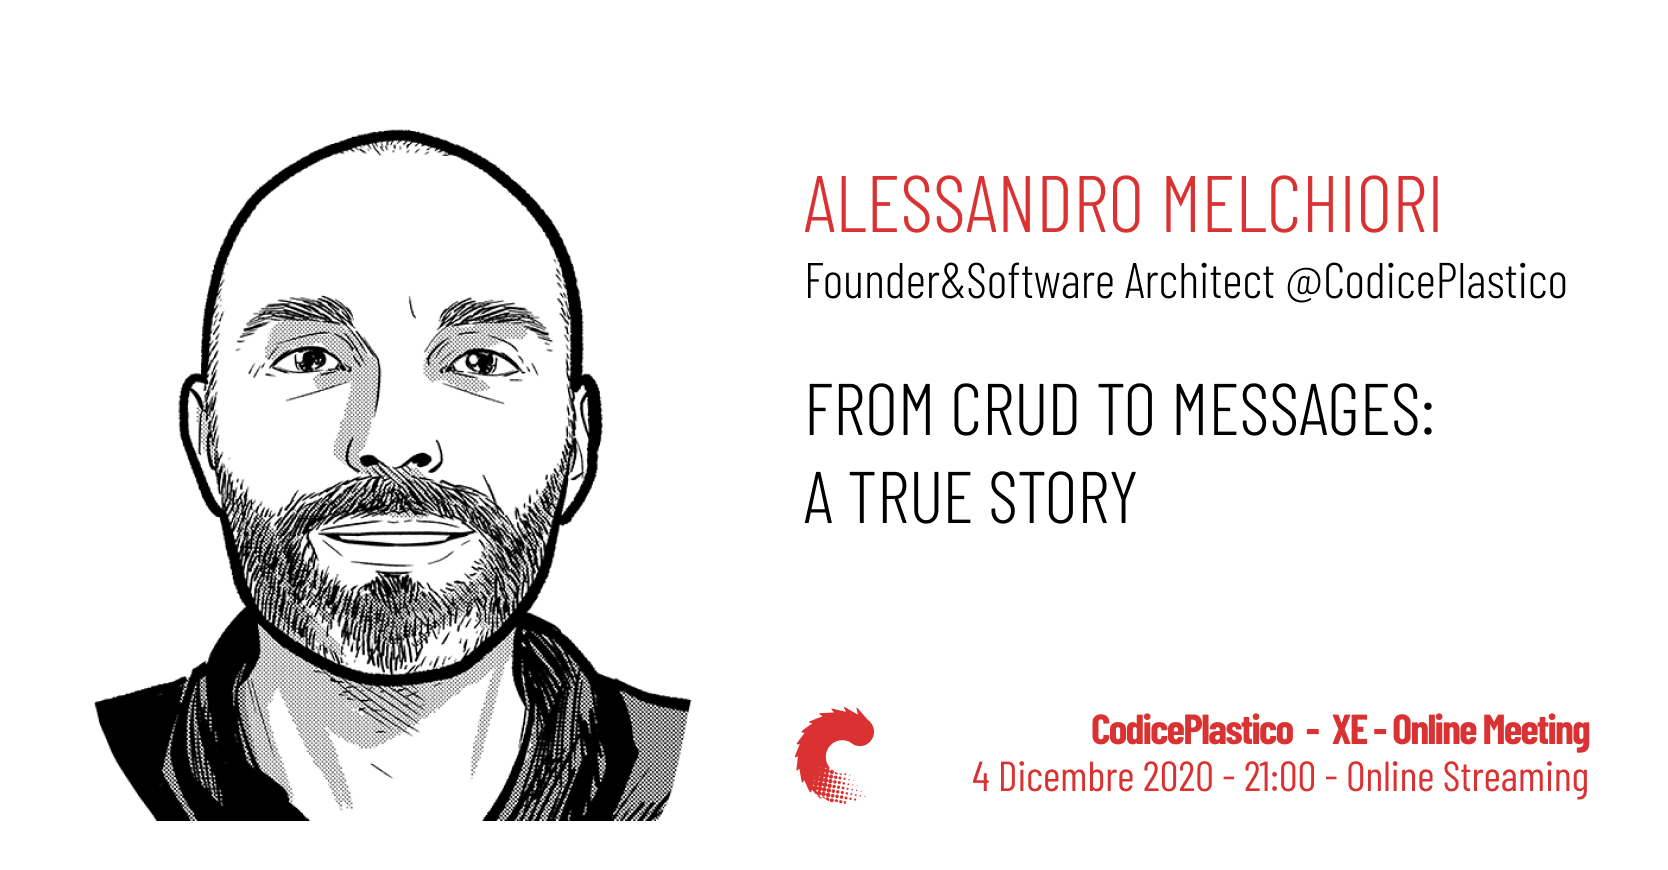 ALESSANDRO MELCHIORI
Founder&Software Architect @CodicePlastico
FROM CRUD TO MESSAGES:
A TRUE STORY
CodicePlastico - XE - Online Meeting
4 Dicembre 2020 - 21:00 - Online Streaming